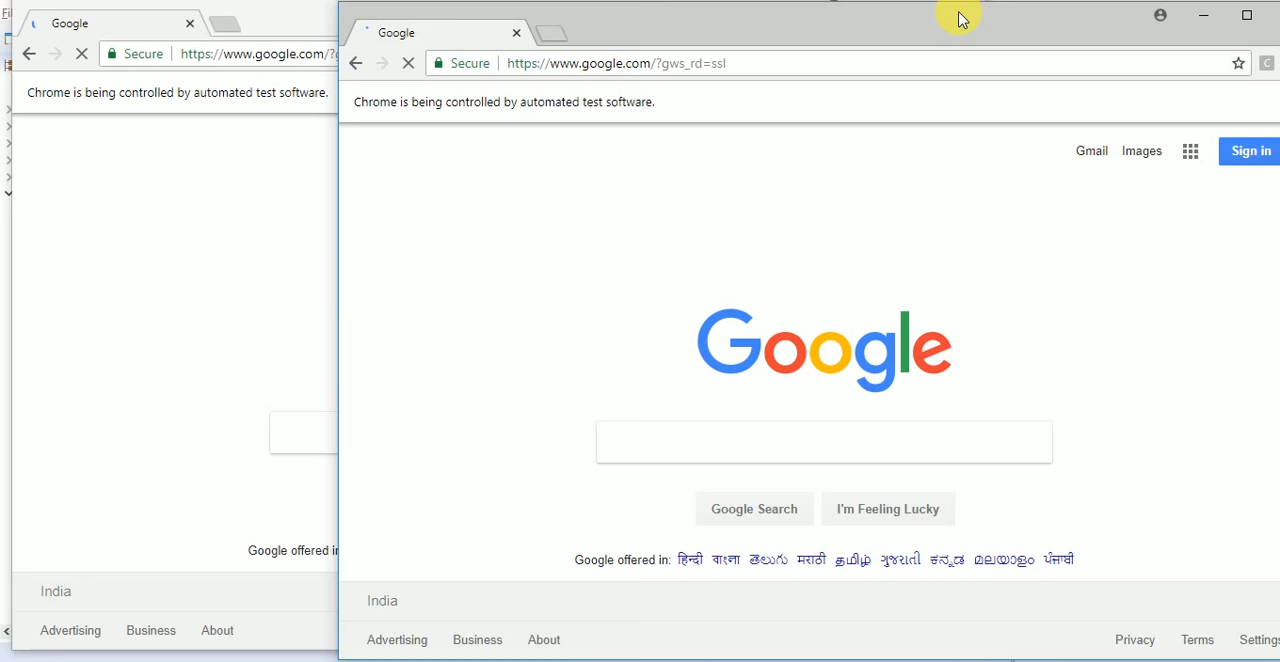 Google
Secure https://www.google.com/?
Chrome is being controlled by automated test software.
Google offered in
India
Advertising Business About
Google
Secure https://www.google.com/?gws_rd=ssl
C
Chrome is being controlled by automated test software.
Gmail Images Sign in
Google
Google Search I'm Feeling Lucky
Google offered in: हिन्दी বাংলা తెలుగు मराठी தமிழ் ગુજરાતી ಕನ್ನಡ മലയാളം ਪੰਜਾਬੀ
India
Advertising Business About Privacy Terms Settings